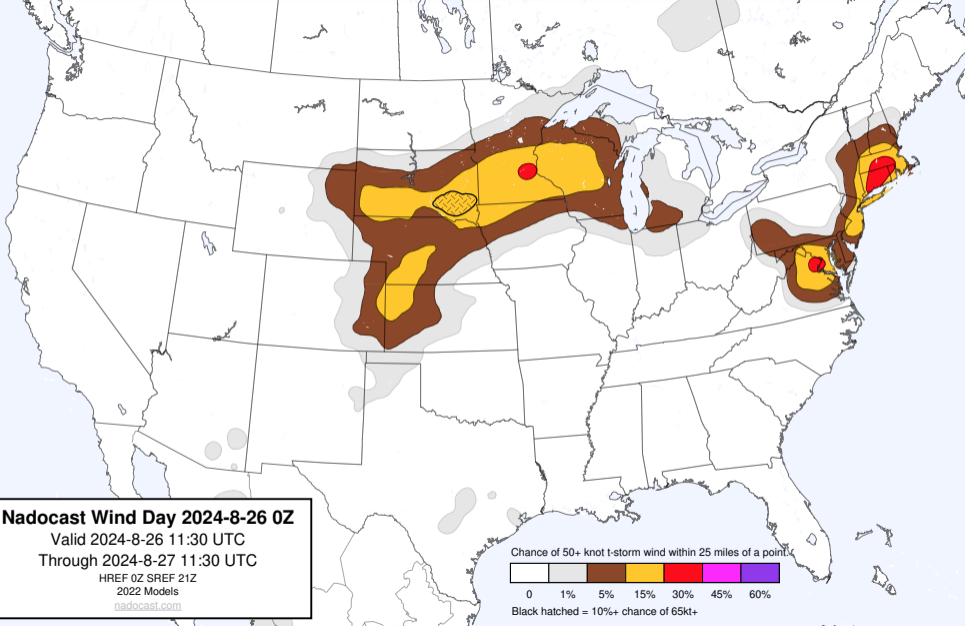 Nadocast Wind Day 2024-8-26 0Z
Valid 2024-8-26 11:30 UTC
Through 2024-8-27 11:30 UTC
HREF 0Z SREF 21Z
2022 Models
nadocast.com
Chance of 50+ knot t-storm wind within 25 miles of a point.
0 1% 5% 15% 30% 45% 60%
Black hatched = 10%+ chance of 65kt+